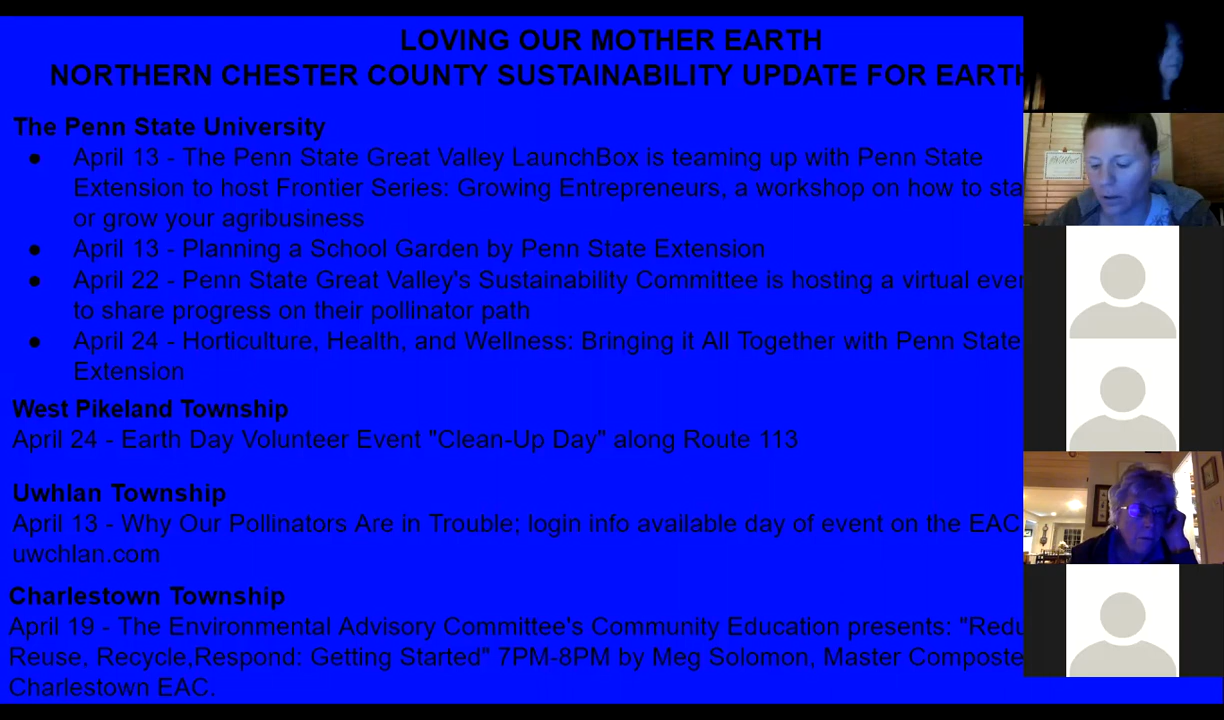 LOVING OUR MOTHER EARTH
NORTHERN CHESTER COUNTY SUSTAINABILITY UPDATE FOR EARTH
The Penn State University
● April 13 - The Penn State Great Valley LaunchBox is teaming up with Penn State
Extension to host Frontier Series: Growing Entrepreneurs, a workshop on how to sta
or grow your agribusiness
● April 13 - Planning a School Garden by Penn State Extension
● April 22 - Penn State Great Valley's Sustainability Committee is hosting a virtual even
to share progress on their pollinator path
● April 24 - Horticulture, Health, and Wellness: Bringing it All Together with Penn State
Extension
West Pikeland Township
April 24 - Earth Day Volunteer Event "Clean-Up Day" along Route 113
Uwhlan Township
April 13 - Why Our Pollinators Are in Trouble; login info available day of event on the EAC
uwchlan.com
Charlestown Township
April 19 - The Environmental Advisory Committee's Community Education presents: "Redu
Reuse, Recycle,Respond: Getting Started" 7PM-8PM by Meg Solomon, Master Composte
Charlestown EAC.